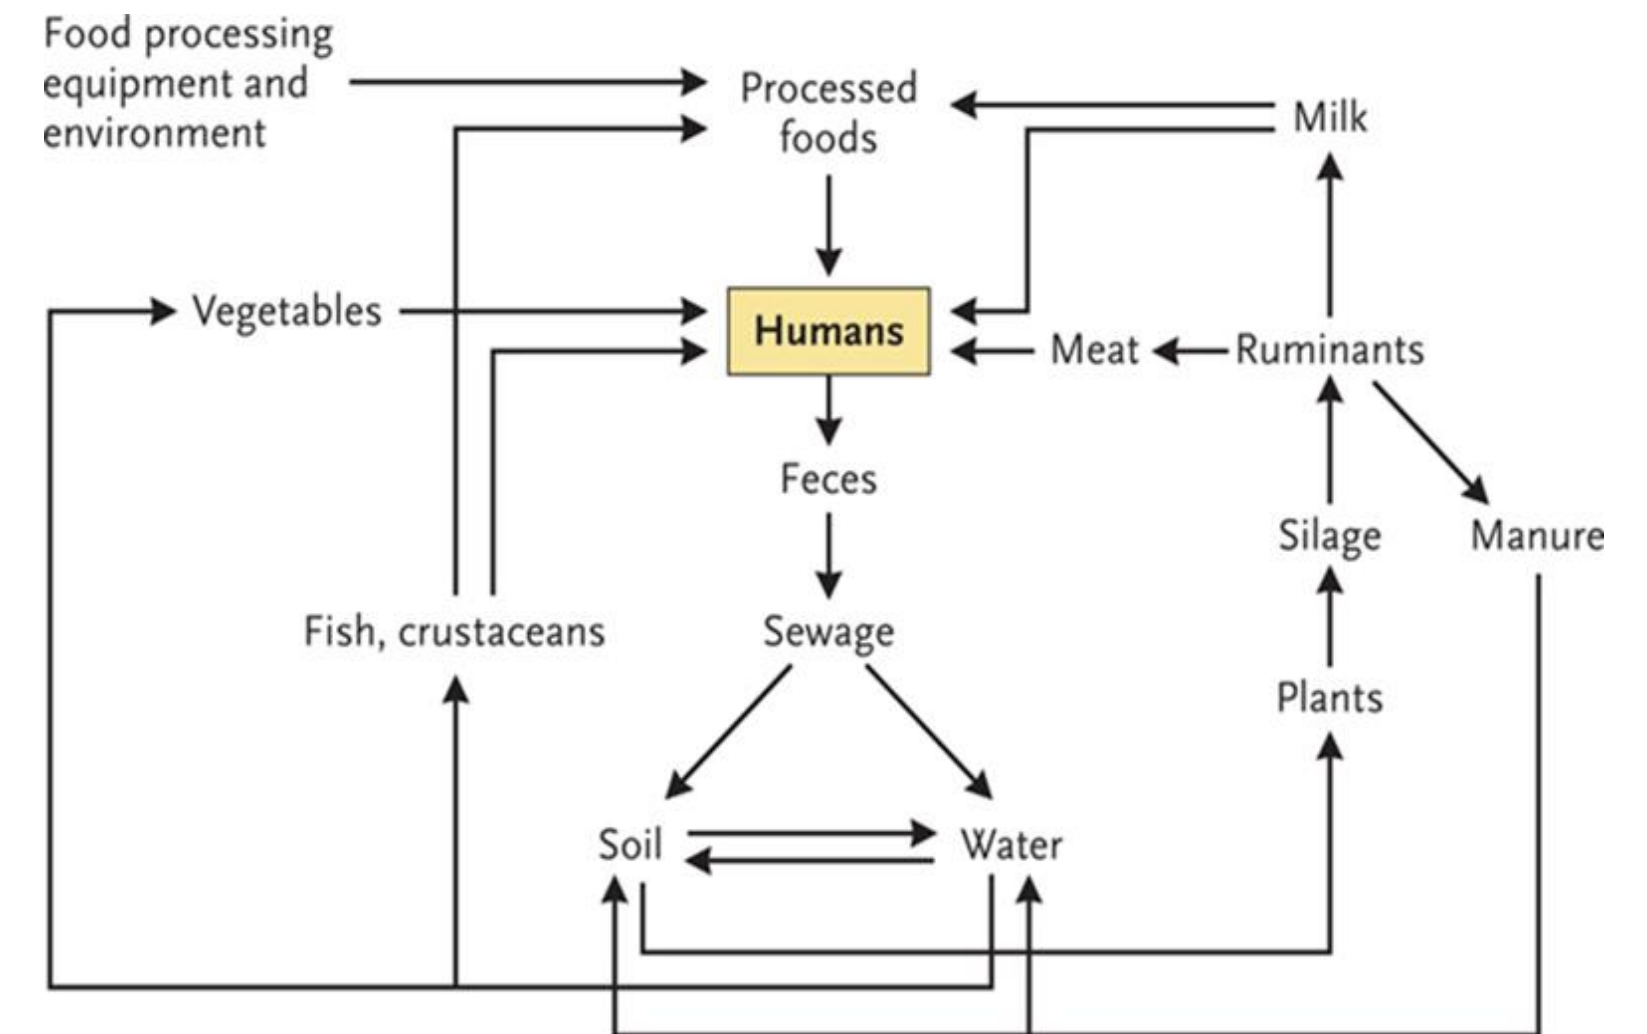 Food processing
equipment and
environment
Processed
foods
Milk
Vegetables
Humans
Meat
Ruminants
Feces
Silage
Manure
Fish, crustaceans
Sewage
Plants
Soil
Water